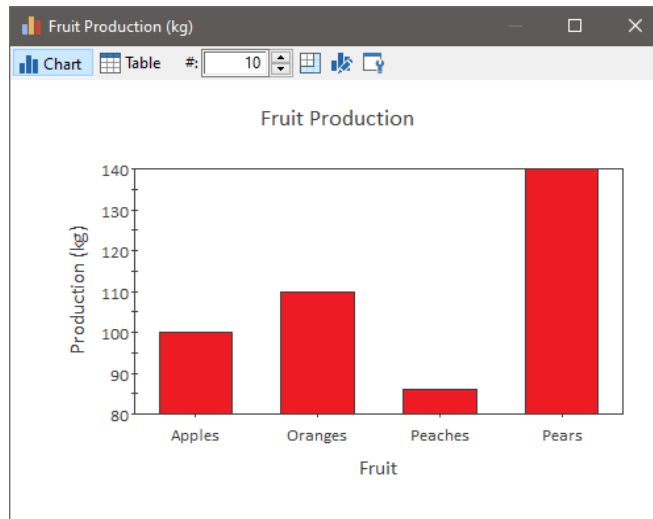 Fruit Production (kg)
Chart Table #: 10
Fruit Production
Production (kg)
140
130
120
110
100
90
80
Apples Oranges Peaches Pears
Fruit